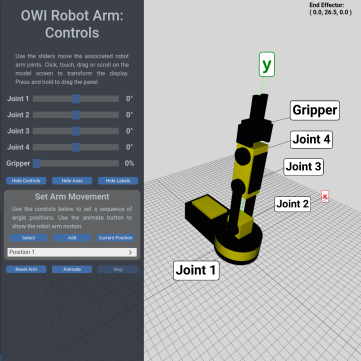 OWI Robot Arm:
Controls
Use the sliders move the associated robot
arm joints. Click, touch, drag or scroll on the
model screen to transform the display.
Press and hold to drag the panel.
Joint 1 0°
Joint 2 0°
Joint 3 0°
Joint 4 0°
Gripper 0%
Hide Controls Hide Axes Hide Labels
Set Arm Movement
Use the controls below to set a sequence of
angle positions. Use the animate button to
show the robot arm motion.
Select Add Current Position
Position 1
Reset Arm Animate Stop
End Effector:
( 0.0, 26.5, 0.0 )
y
Gripper
Joint 4
Joint 3
x
Joint 2
Joint 1